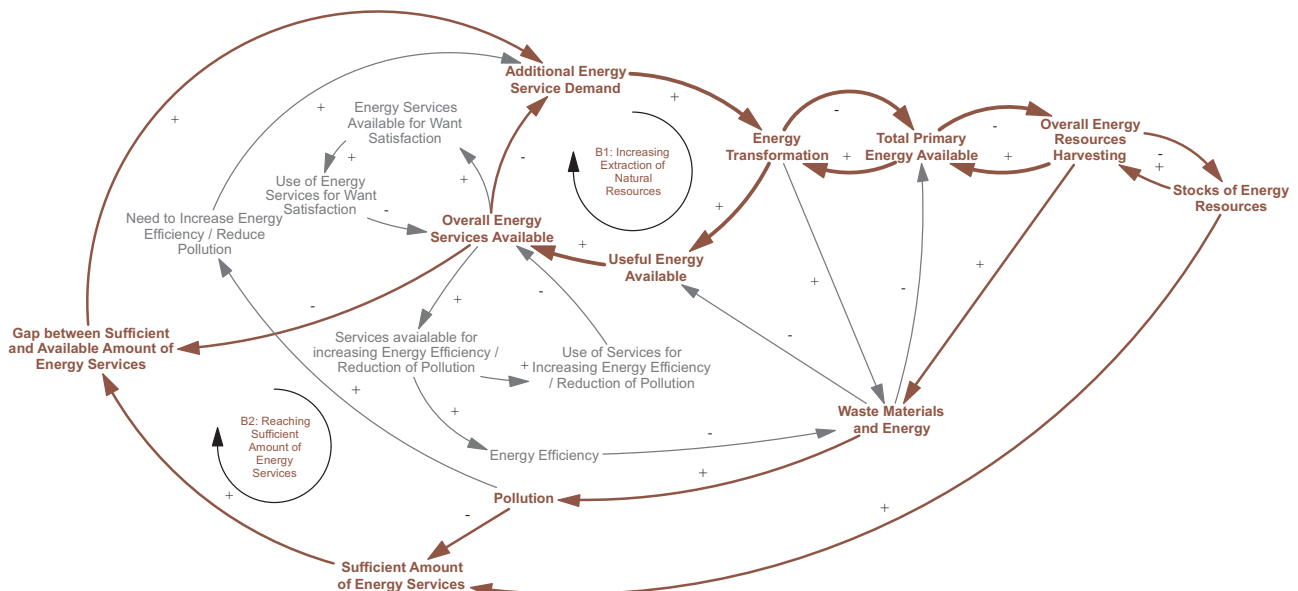 Additional Energy
Service Demand
+
+
+
Energy Services
Available for Want
Satisfaction
+
Use of Energy
Services for Want
Satisfaction
-
+
-
Need to Increase Energy
Efficiency / Reduce
Pollution
Overall Energy
Services Available
B1: Increasing
Extraction of
Natural
Resources
Energy
Transformation
-
+
Total Primary
Energy Available
-
+
Overall Energy
Resources
Harvesting
-
+
Stocks of Energy
Resources
+
+
Useful Energy
Available
+
-
+
-
+
-
-
Gap between Sufficient
and Available Amount of
Energy Services
Services avaialable for
increasing Energy Efficiency /
Reduction of Pollution
+
Use of Services for
Increasing Energy Efficiency
/ Reduction of Pollution
+
+
B2: Reaching
Sufficient
Amount of
Energy
Services
Energy Efficiency
-
Waste Materials
and Energy
+
+
Pollution
-
+
Sufficient Amount
of Energy Services